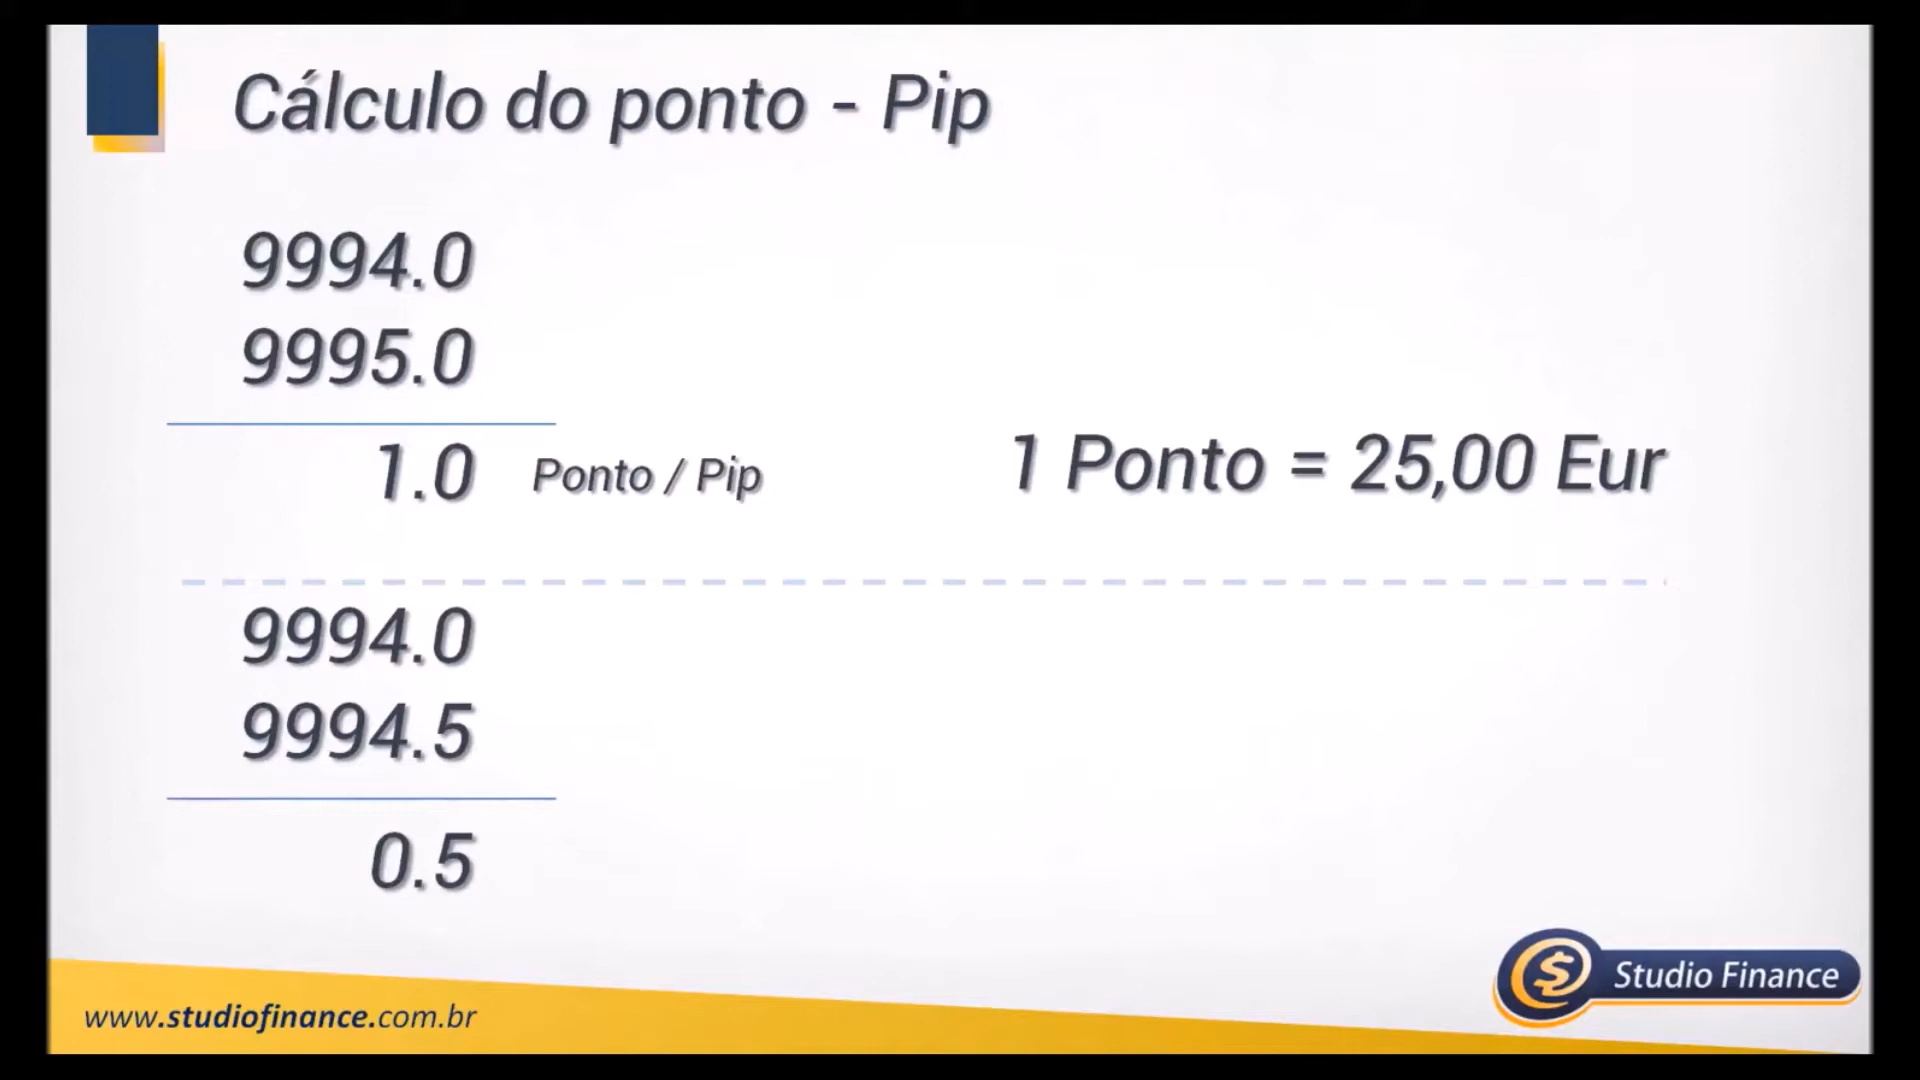 Cálculo do ponto - Pip
9994.0
9995.0
1.0 Ponto / Pip
1 Ponto = 25,00 Eur
9994.0
9994.5
0.5
www.studiofinance.com.br
Studio Finance